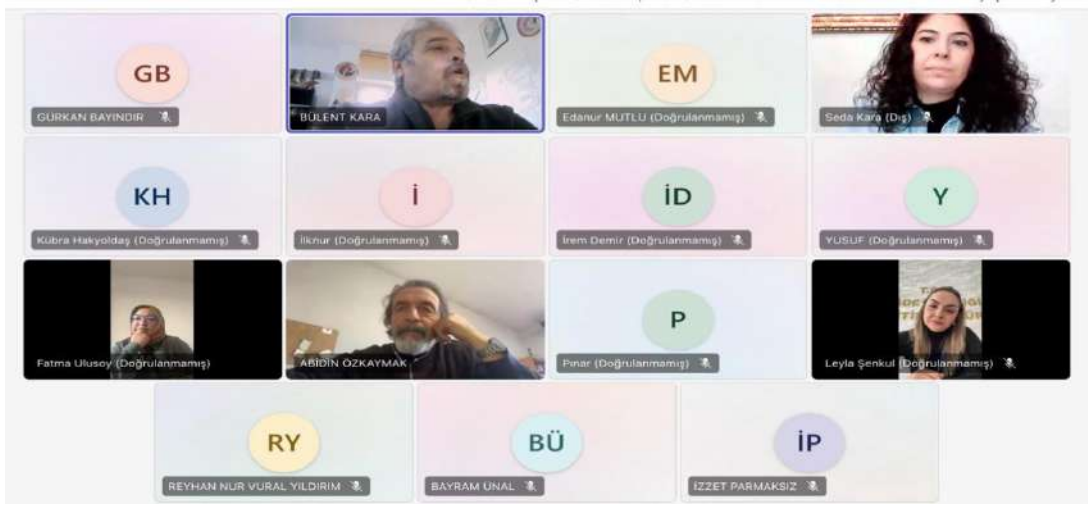 GB
GÜRKAN BAYINDIR
BÜLENT KARA
EM
Edanur MUTLU (Doğrulanmamış)
Seda Kara (Dış)
KH
Kübra Hakyoldaş (Doğrulanmamış)
İ
İlknur (Doğrulanmamış)
İD
İrem Demir (Doğrulanmamış)
Y
YUSUF (Doğrulanmamış)
Fatma Ulusoy (Doğrulanmamış)
ABİDİN ÖZKAYMAK
P
Pınar (Doğrulanmamış)
Leyla Şenkul (Doğrulanmamış)
RY
REYHAN NUR VURAL YILDIRIM
BÜ
BAYRAM ÜNAL
İP
İZZET PARMAKSIZ